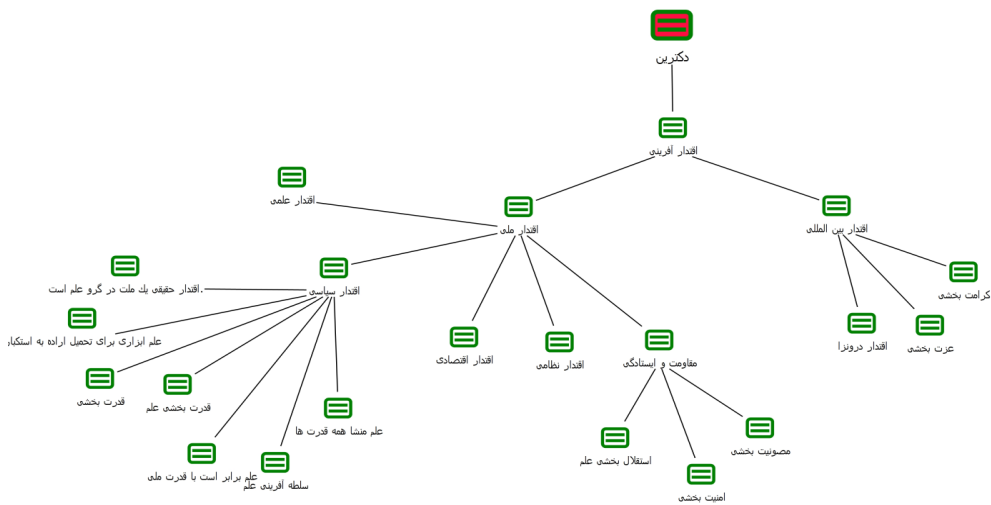 دکترین
اقتدار آفرینی
اقتدار علمی
اقتدار ملی
اقتدار بین المللی
اقتدار سیاسی
اقتدار حقیقی یك ملت در گرو علم است.
کرامت بخشی
علم ابزاری برای تحمیل اراده به استکبار
اقتدار اقتصادی
اقتدار نظامی
مقاومت و ایستادگی
اقتدار درونزا
عزت بخشی
قدرت بخشی
قدرت بخشی علم
علم منشا همه قدرت ها
استقلال بخشی علم
مصونیت بخشی
علم برابر است با قدرت ملی
سلطه آفرینی علم
امنیت بخشی